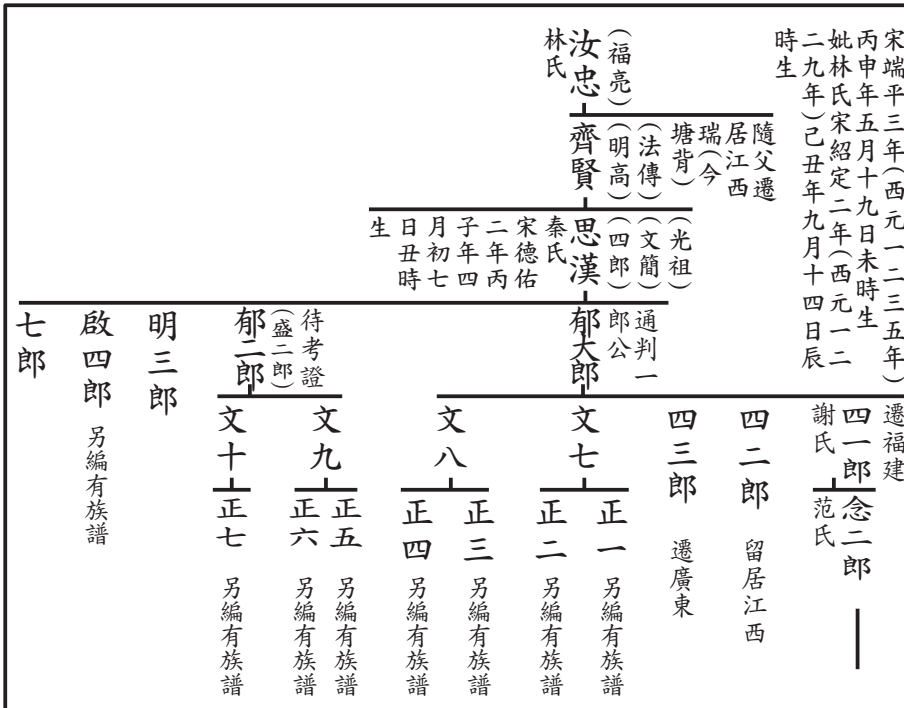 宋端平三年(西元一二三五年)
丙申年五月十九日未時生
妣林氏宋紹定二年(西元一二
二九年)己丑年九月十四日辰
時生
(福亮)
汝忠
林氏
隨父遷
居江西
瑞(今
塘背)
(法傳)
(明高)
齊賢
(光祖)
(文簡)
(四郎)
思漢
秦氏
宋德佑
二年丙
子年四
月初七
日丑時
生
通判一
郎公
郁大郎
待考證
(盛二郎)
郁二郎
明三郎
啟四郎 另編有族譜
七郎
遷福建
四一郎
謝氏
四二郎 留居江西
四三郎 遷廣東
文七
文八
文九
文十
念二郎
范氏
正一 另編有族譜
正二 另編有族譜
正三 另編有族譜
正四 另編有族譜
正五 另編有族譜
正六 另編有族譜
正七 另編有族譜